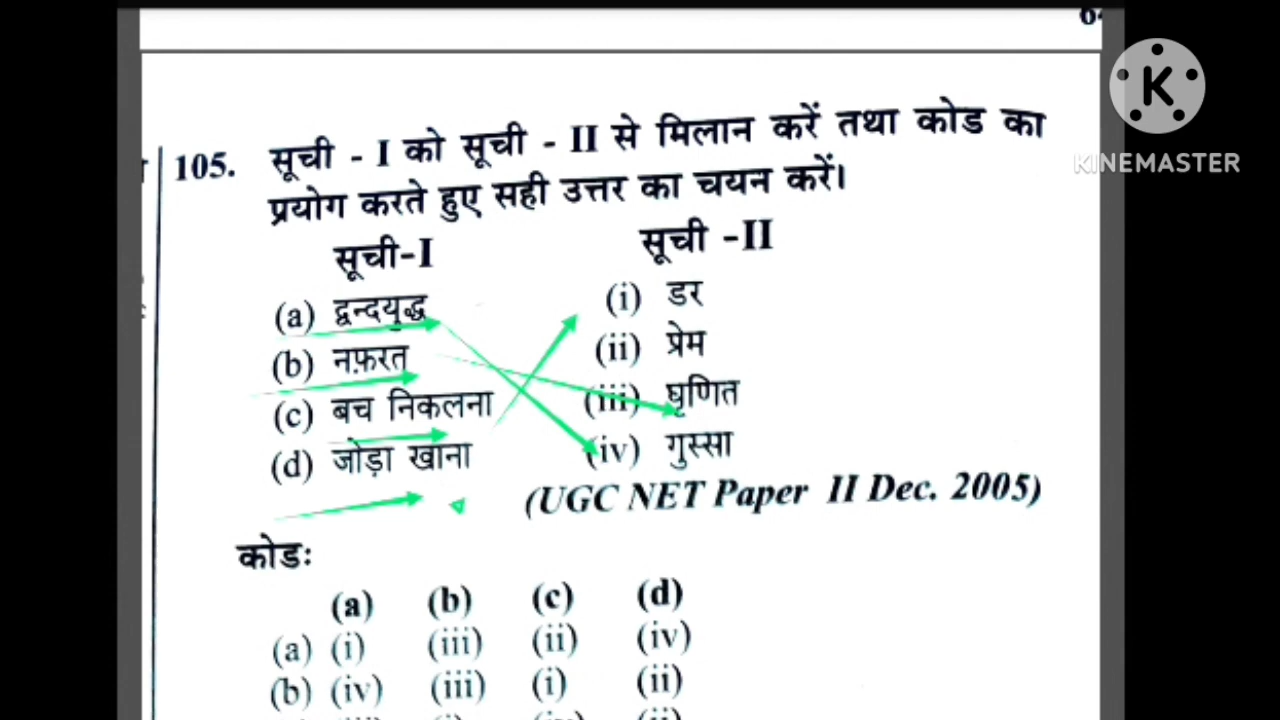 105. सूची - I को सूची - II से मिलान करें तथा कोड का
प्रयोग करते हुए सही उत्तर का चयन करें।
सूची-I सूची -II
(a) द्वन्दयुद्ध (i) डर
(b) नफ़रत (ii) प्रेम
(c) बच निकलना (iii) घृणित
(d) जोड़ा खाना (iv) गुस्सा
(UGC NET Paper II Dec. 2005)
कोडः
(a) (b) (c) (d)
(a) (i) (iii) (ii) (iv)
(b) (iv) (iii) (i) (ii)
K
KINEMASTER